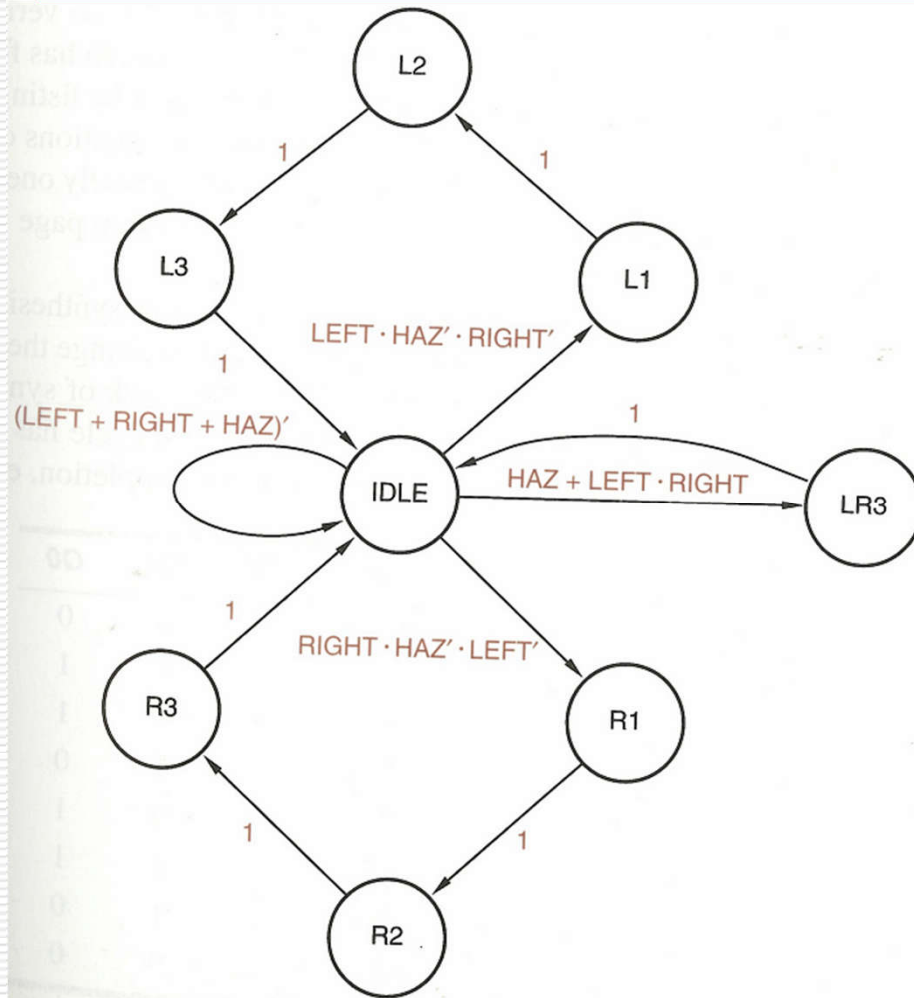 L2
1
1
L3
L1
LEFT · HAZ′ · RIGHT′
1
(LEFT + RIGHT + HAZ)′
1
IDLE
HAZ + LEFT · RIGHT
LR3
1
RIGHT · HAZ′ · LEFT′
R3
R1
1
1
R2